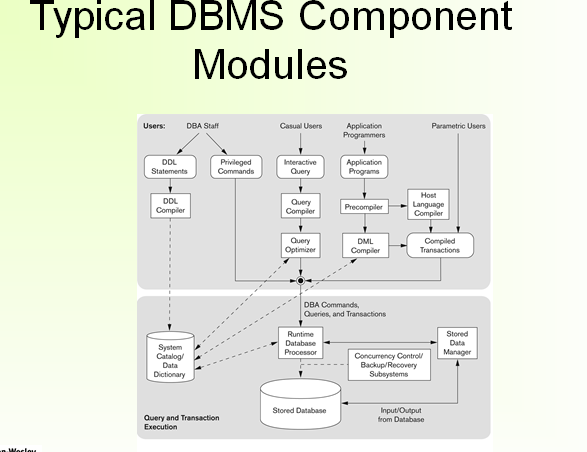 Typical DBMS Component
Modules
Users:
DBA Staff
Casual Users
Application
Programmers
Parametric Users
DDL
Statements
Privileged
Commands
Interactive
Query
Application
Programs
DDL
Compiler
Query
Compiler
Precompiler
Host
Language
Compiler
Query
Optimizer
DML
Compiler
Compiled
Transactions
DBA Commands,
Queries, and Transactions
System
Catalog/
Data
Dictionary
Runtime
Database
Processor
Stored
Data
Manager
Concurrency Control/
Backup/Recovery
Subsystems
Stored Database
Input/Output
from Database
Query and Transaction
Execution